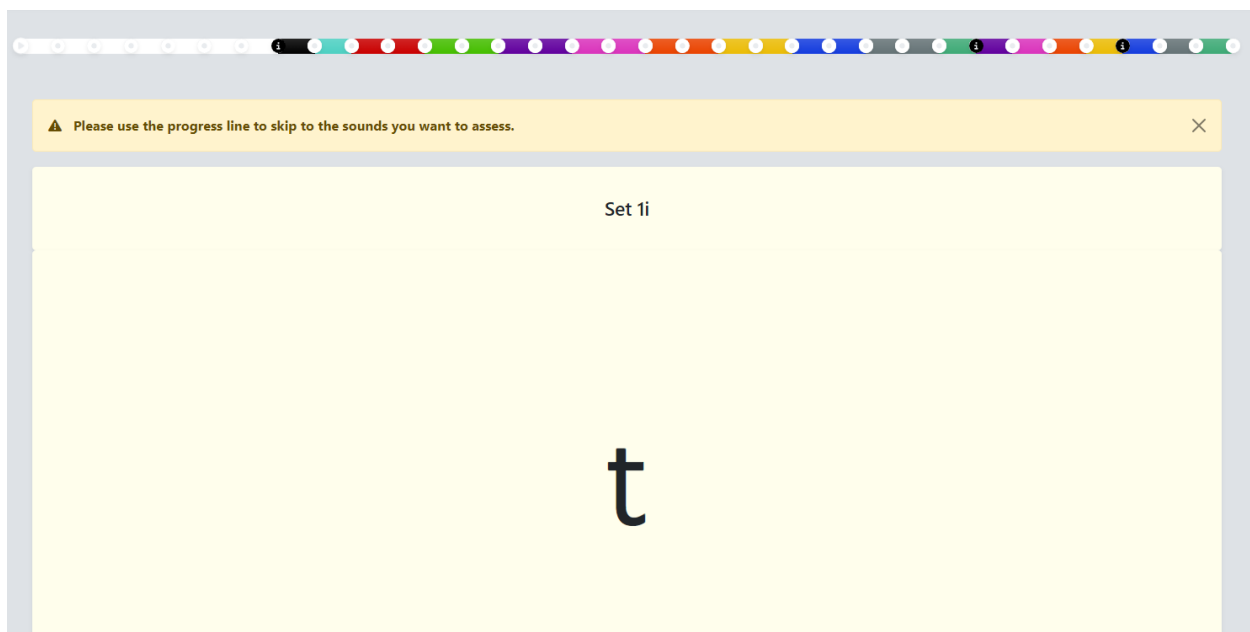 i i i
Please use the progress line to skip to the sounds you want to assess.
Set 1i
t